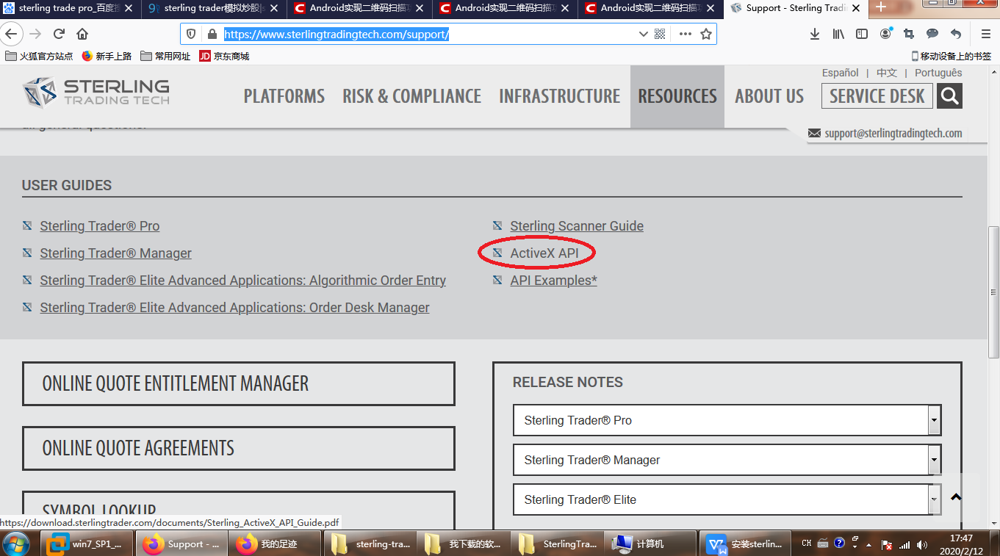 sterling trade pro_百度搜
sterling trader模拟炒股|s
Android实现二维码扫描功
Android实现二维码扫描功
Android实现二维码扫描功
Support - Sterling Tradi
https://www.sterlingtradingtech.com/support/
火狐官方站点
新手上路
常用网址
JD 京东商城
移动设备上的书签
Español | 中文 | Português
STERLING
TRADING TECH
PLATFORMS
RISK & COMPLIANCE
INFRASTRUCTURE
RESOURCES
ABOUT US
SERVICE DESK
all general questions.
support@sterlingtradingtech.com
USER GUIDES
Sterling Trader® Pro
Sterling Trader® Manager
Sterling Trader® Elite Advanced Applications: Algorithmic Order Entry
Sterling Trader® Elite Advanced Applications: Order Desk Manager
Sterling Scanner Guide
ActiveX API
API Examples*
ONLINE QUOTE ENTITLEMENT MANAGER
ONLINE QUOTE AGREEMENTS
SYMBOL LOOKUP
RELEASE NOTES
Sterling Trader® Pro
Sterling Trader® Manager
Sterling Trader® Elite
https://download.sterlingtrader.com/documents/Sterling_ActiveX_API_Guide.pdf
win7_SP1_...
Support - ...
我的足迹
sterling-tra...
我下载的软...
SterlingTra...
计算机
安装sterlin...
CH
17:47
2020/2/12